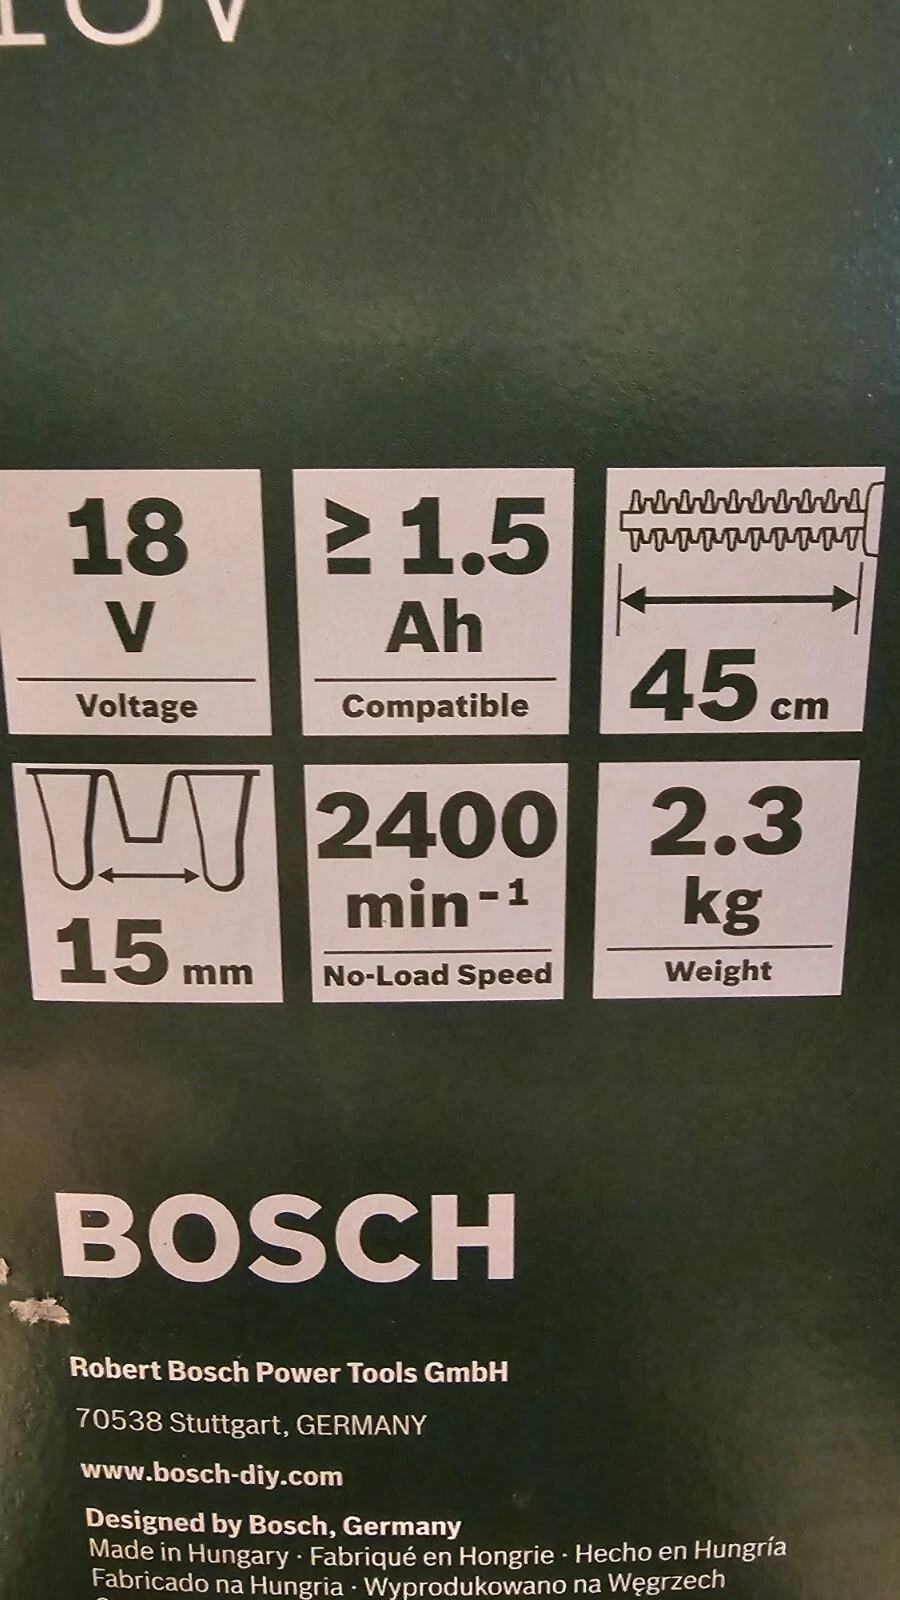 18
V
Voltage
≥ 1.5
Ah
Compatible
45 cm
15 mm
2400
min⁻¹
No-Load Speed
2.3
kg
Weight
BOSCH
Robert Bosch Power Tools GmbH
70538 Stuttgart, GERMANY
www.bosch-diy.com
Designed by Bosch, Germany
Made in Hungary · Fabriqué en Hongrie · Hecho en Hungría
Fabricado na Hungria · Wyprodukowano na Węgrzech